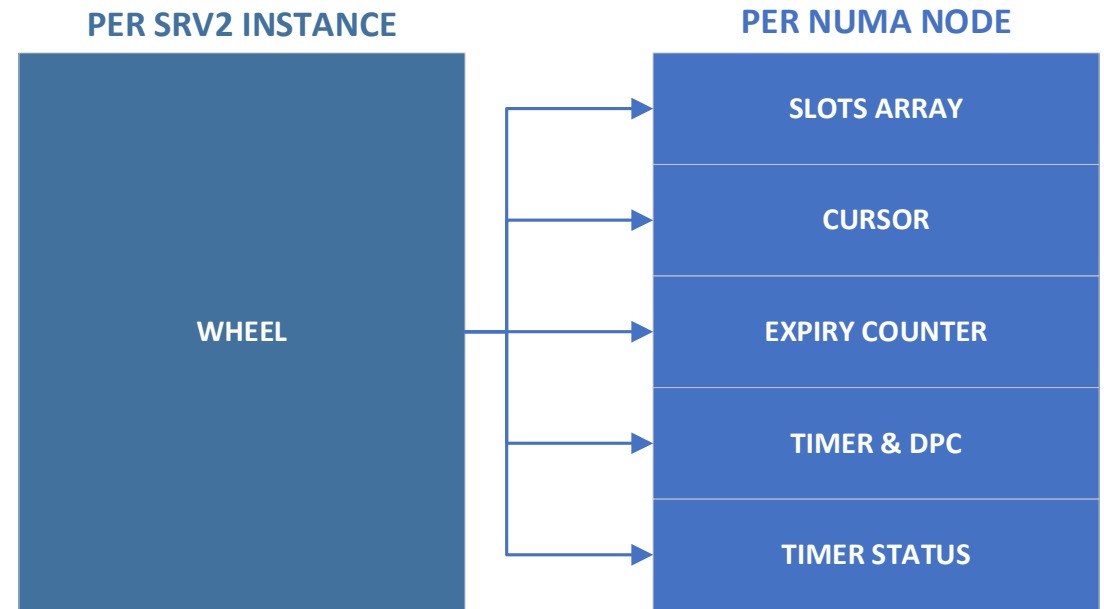 PER SRV2 INSTANCE
PER NUMA NODE
WHEEL
SLOTS ARRAY
CURSOR
EXPIRY COUNTER
TIMER & DPC
TIMER STATUS